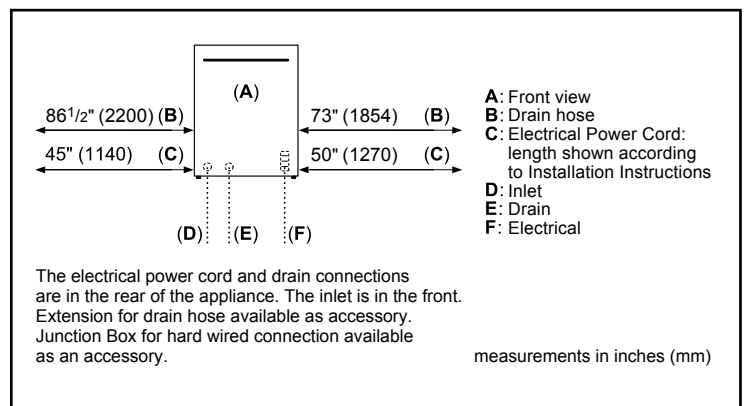 (A)
86 1/2" (2200) (B)
73" (1854) (B)
45" (1140) (C)
50" (1270) (C)
(D) (E) (F)
A: Front view
B: Drain hose
C: Electrical Power Cord:
length shown according
to Installation Instructions
D: Inlet
E: Drain
F: Electrical
The electrical power cord and drain connections
are in the rear of the appliance. The inlet is in the front.
Extension for drain hose available as accessory.
Junction Box for hard wired connection available
as an accessory.
measurements in inches (mm)